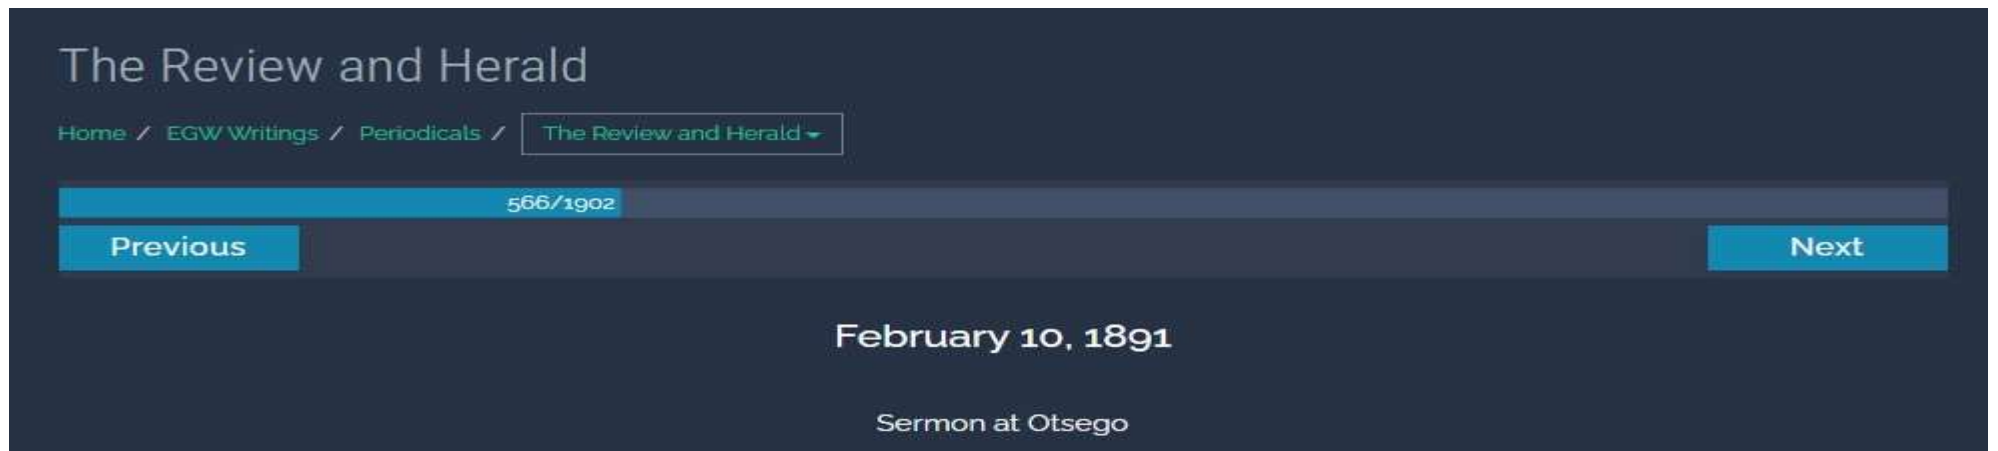 The Review and Herald
Home / EGW Writings / Periodicals / The Review and Herald
566/1902
Previous Next
February 10, 1891
Sermon at Otsego